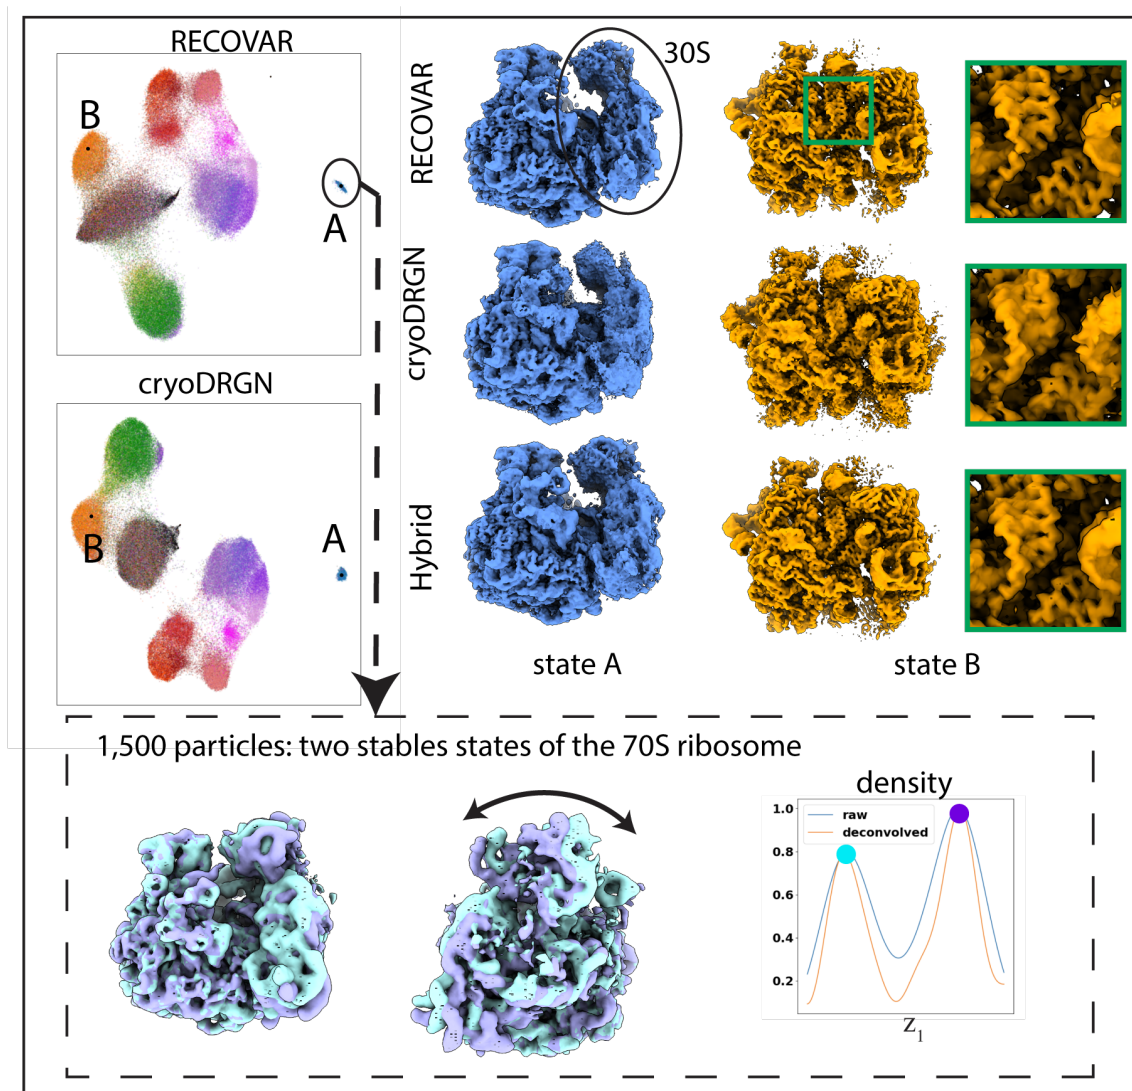 RECOVAR
B
A
cryoDRGN
B
A
RECOVAR
30S
cryoDRGN
Hybrid
state A
state B
1,500 particles: two stables states of the 70S ribosome
density
raw
deconvolved
1.0
0.8
0.6
0.4
0.2
z₁